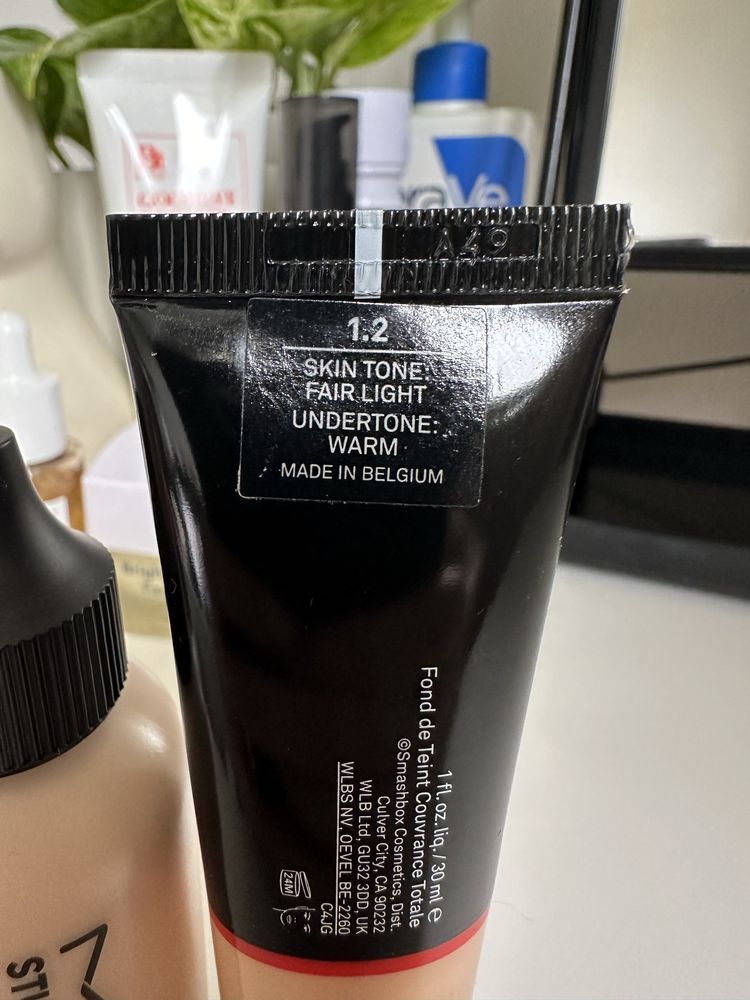 raVe
A49
1.2
SKIN TONE:
FAIR LIGHT
UNDERTONE:
WARM
MADE IN BELGIUM
1 fl. oz. liq. / 30 ml e
Fond de Teint Couvrance Totale
©Smashbox Cosmetics, Dist.
Culver City, CA 90232
WLB Ltd, GU32 3DD, UK
WLBS NV, OEVEL BE-2260
C4JG
24M
M
STU